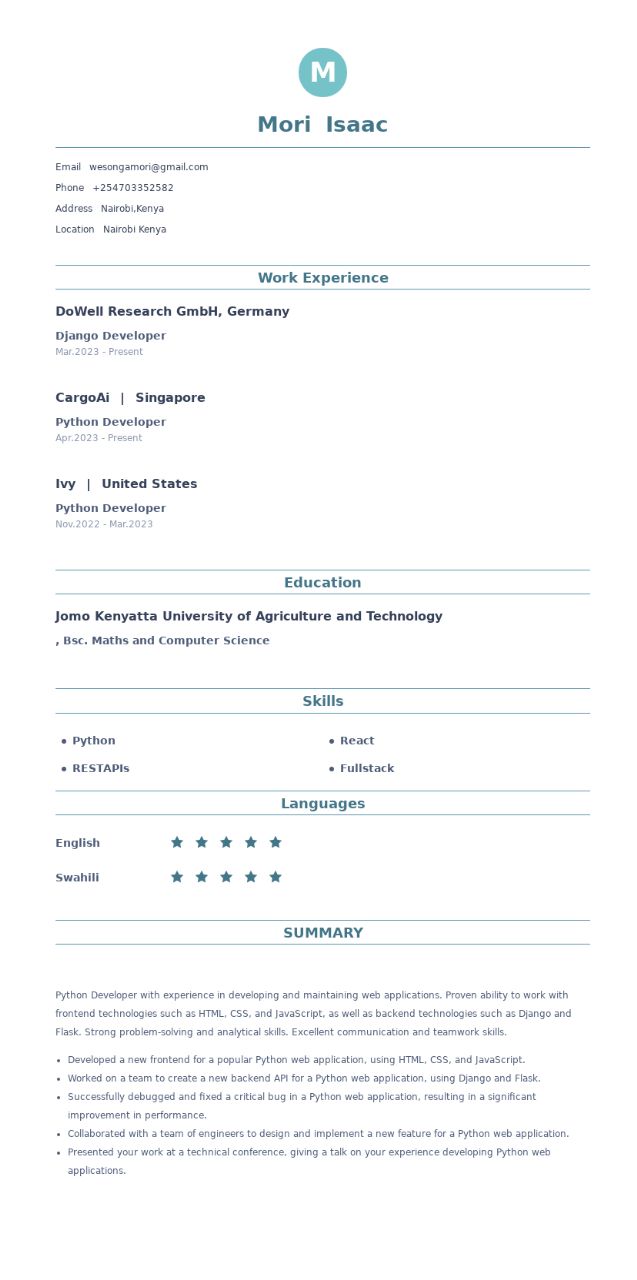 M
Mori Isaac
Email wesongamori@gmail.com
Phone +254703352582
Address Nairobi,Kenya
Location Nairobi Kenya
Work Experience
DoWell Research GmbH, Germany
Django Developer
Mar.2023 - Present
CargoAi | Singapore
Python Developer
Apr.2023 - Present
Ivy | United States
Python Developer
Nov.2022 - Mar.2023
Education
Jomo Kenyatta University of Agriculture and Technology
, Bsc. Maths and Computer Science
Skills
• Python
• React
• RESTAPIs
• Fullstack
Languages
English ★ ★ ★ ★ ★
Swahili ★ ★ ★ ★ ★
SUMMARY
Python Developer with experience in developing and maintaining web applications. Proven ability to work with
frontend technologies such as HTML, CSS, and JavaScript, as well as backend technologies such as Django and
Flask. Strong problem-solving and analytical skills. Excellent communication and teamwork skills.
• Developed a new frontend for a popular Python web application, using HTML, CSS, and JavaScript.
• Worked on a team to create a new backend API for a Python web application, using Django and Flask.
• Successfully debugged and fixed a critical bug in a Python web application, resulting in a significant
improvement in performance.
• Collaborated with a team of engineers to design and implement a new feature for a Python web application.
• Presented your work at a technical conference, giving a talk on your experience developing Python web
applications.